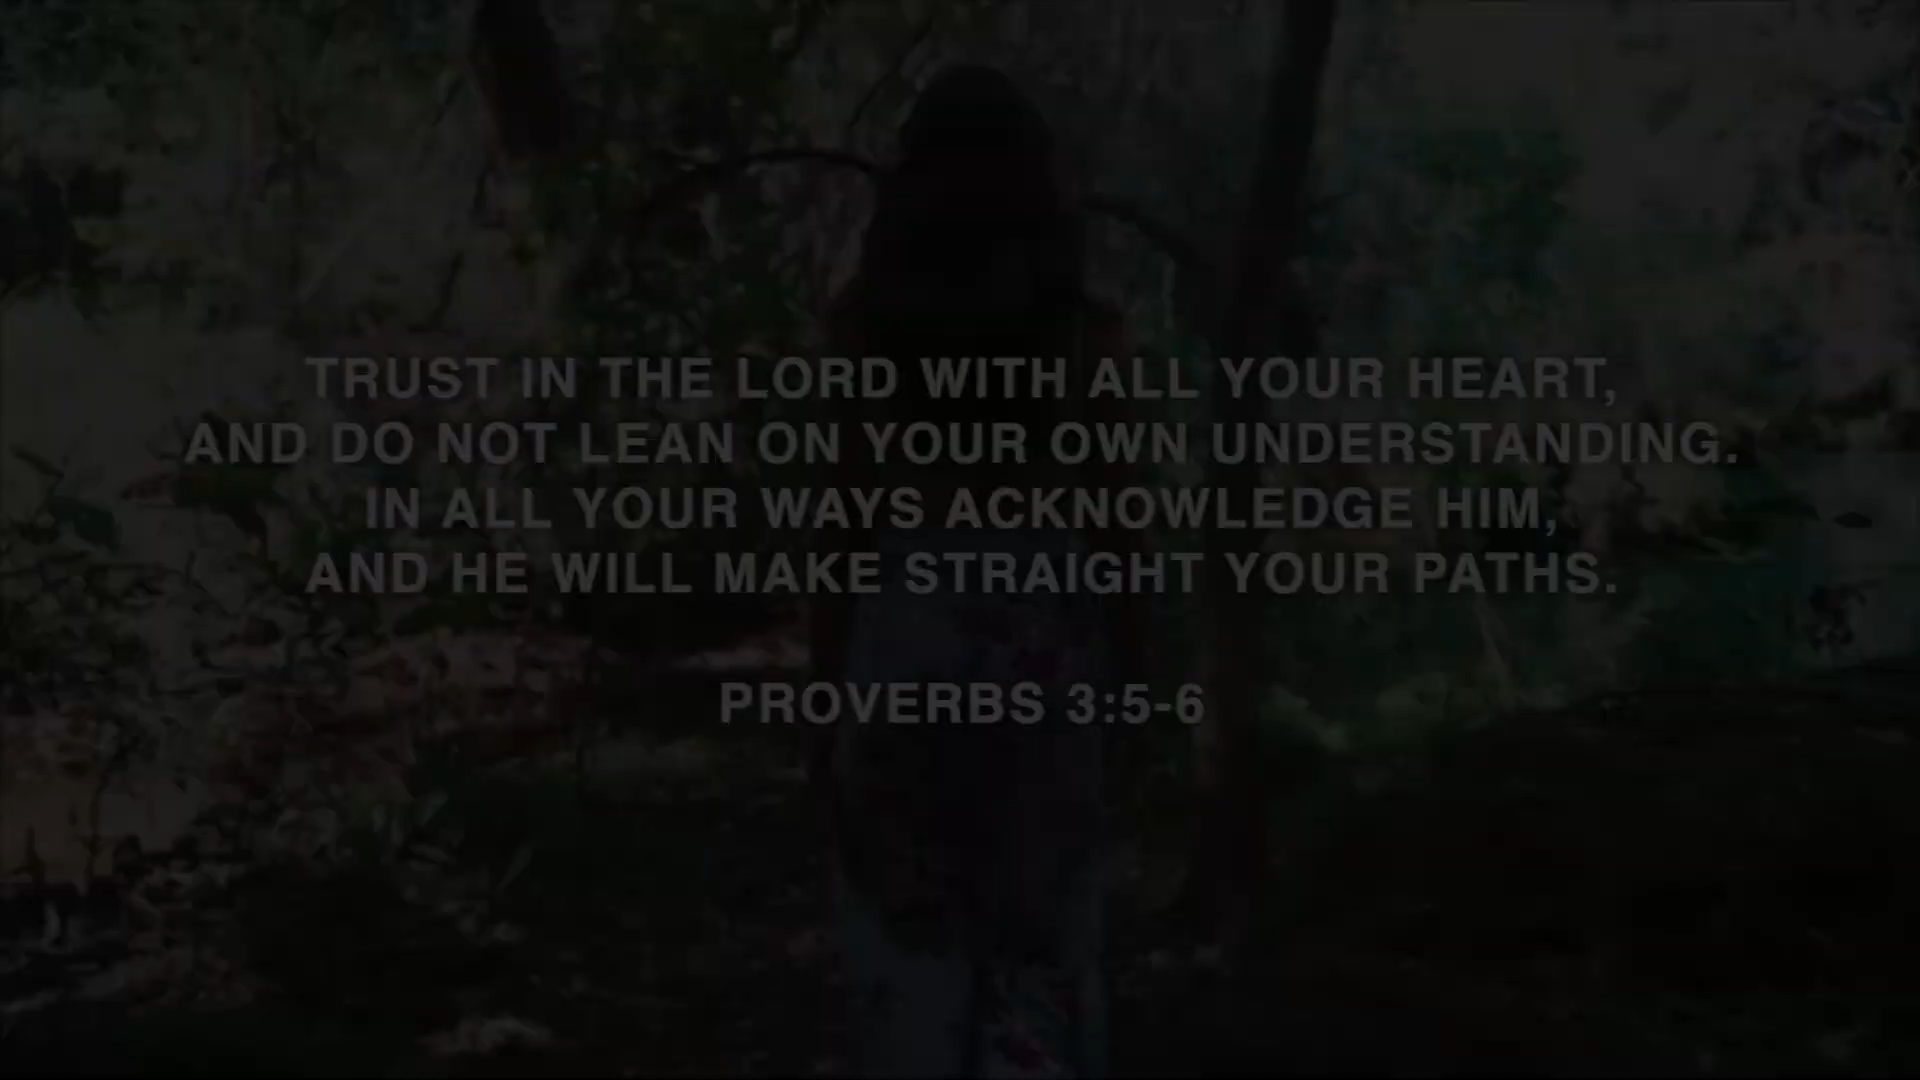 TRUST IN THE LORD WITH ALL YOUR HEART,
AND DO NOT LEAN ON YOUR OWN UNDERSTANDING.
IN ALL YOUR WAYS ACKNOWLEDGE HIM,
AND HE WILL MAKE STRAIGHT YOUR PATHS.
PROVERBS 3:5-6